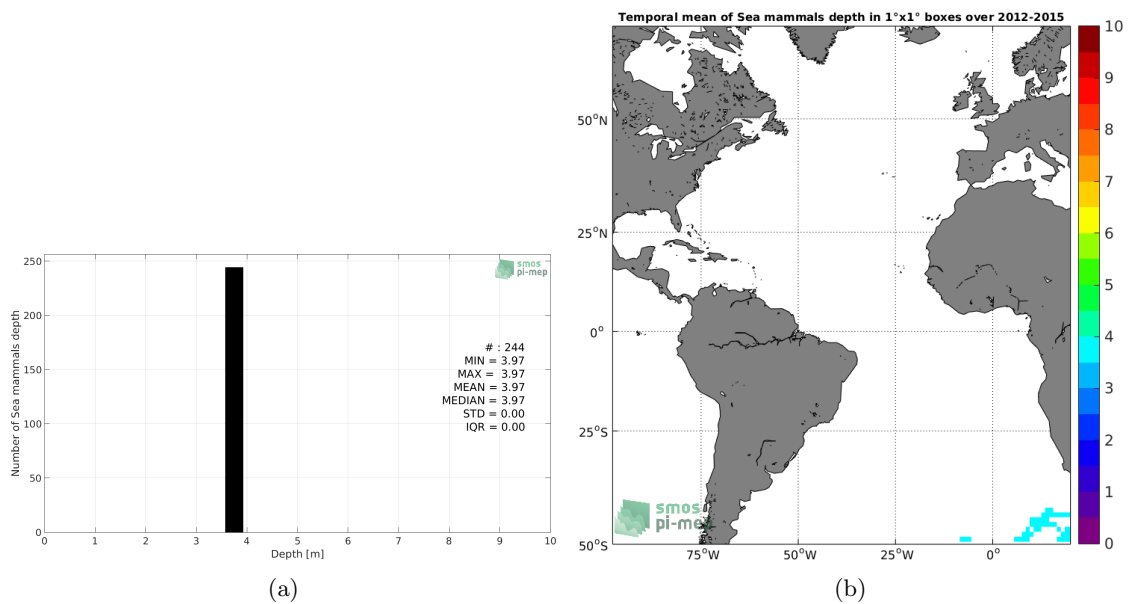 Temporal mean of Sea mammals depth in 1°x1° boxes over 2012-2015
250
200
150
100
50
0
Number of Sea mammals depth
smos
pi-mep
# : 244
MIN = 3.97
MAX = 3.97
MEAN = 3.97
MEDIAN = 3.97
STD = 0.00
IQR = 0.00
0 1 2 3 4 5 6 7 8 9 10
Depth [m]
(a)
50°N
25°N
0°
25°S
50°S
smos
pi-mep
75°W 50°W 25°W 0°
10
9
8
7
6
5
4
3
2
1
0
(b)